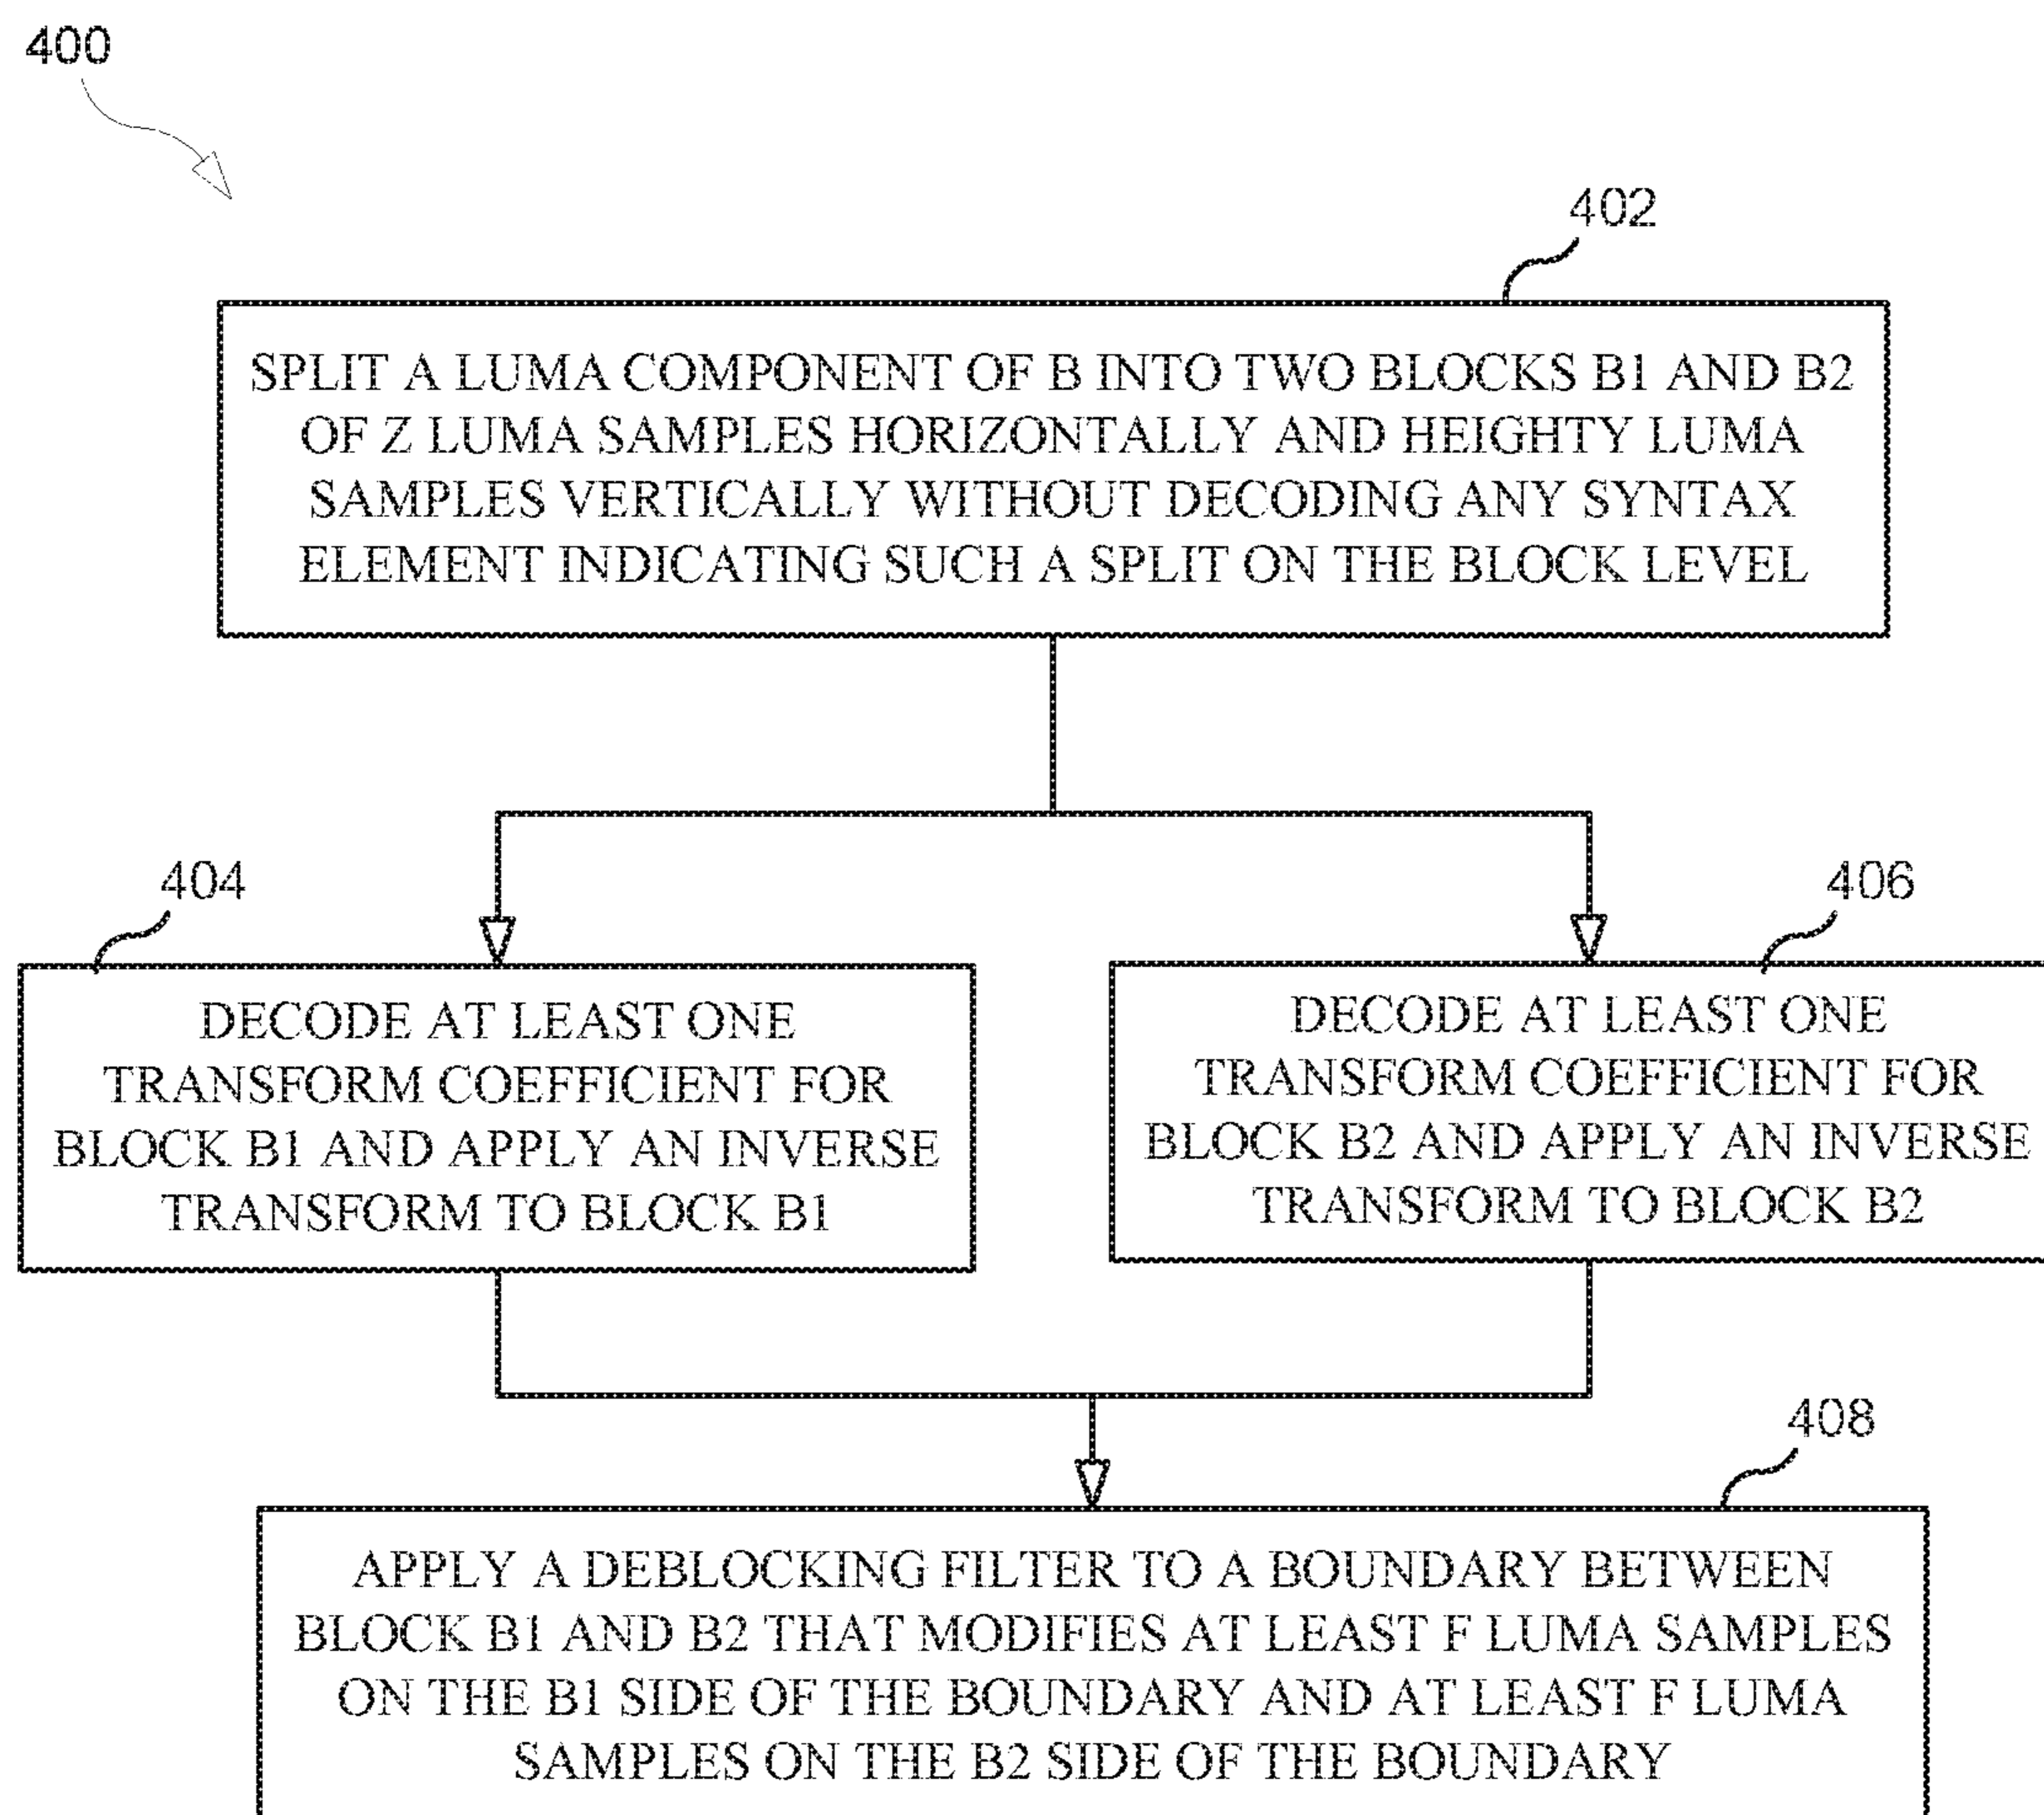 400
402
SPLIT A LUMA COMPONENT OF B INTO TWO BLOCKS B1 AND B2
OF Z LUMA SAMPLES HORIZONTALLY AND HEIGHTY LUMA
SAMPLES VERTICALLY WITHOUT DECODING ANY SYNTAX
ELEMENT INDICATING SUCH A SPLIT ON THE BLOCK LEVEL
404
DECODE AT LEAST ONE
TRANSFORM COEFFICIENT FOR
BLOCK B1 AND APPLY AN INVERSE
TRANSFORM TO BLOCK B1
406
DECODE AT LEAST ONE
TRANSFORM COEFFICIENT FOR
BLOCK B2 AND APPLY AN INVERSE
TRANSFORM TO BLOCK B2
408
APPLY A DEBLOCKING FILTER TO A BOUNDARY BETWEEN
BLOCK B1 AND B2 THAT MODIFIES AT LEAST F LUMA SAMPLES
ON THE B1 SIDE OF THE BOUNDARY AND AT LEAST F LUMA
SAMPLES ON THE B2 SIDE OF THE BOUNDARY